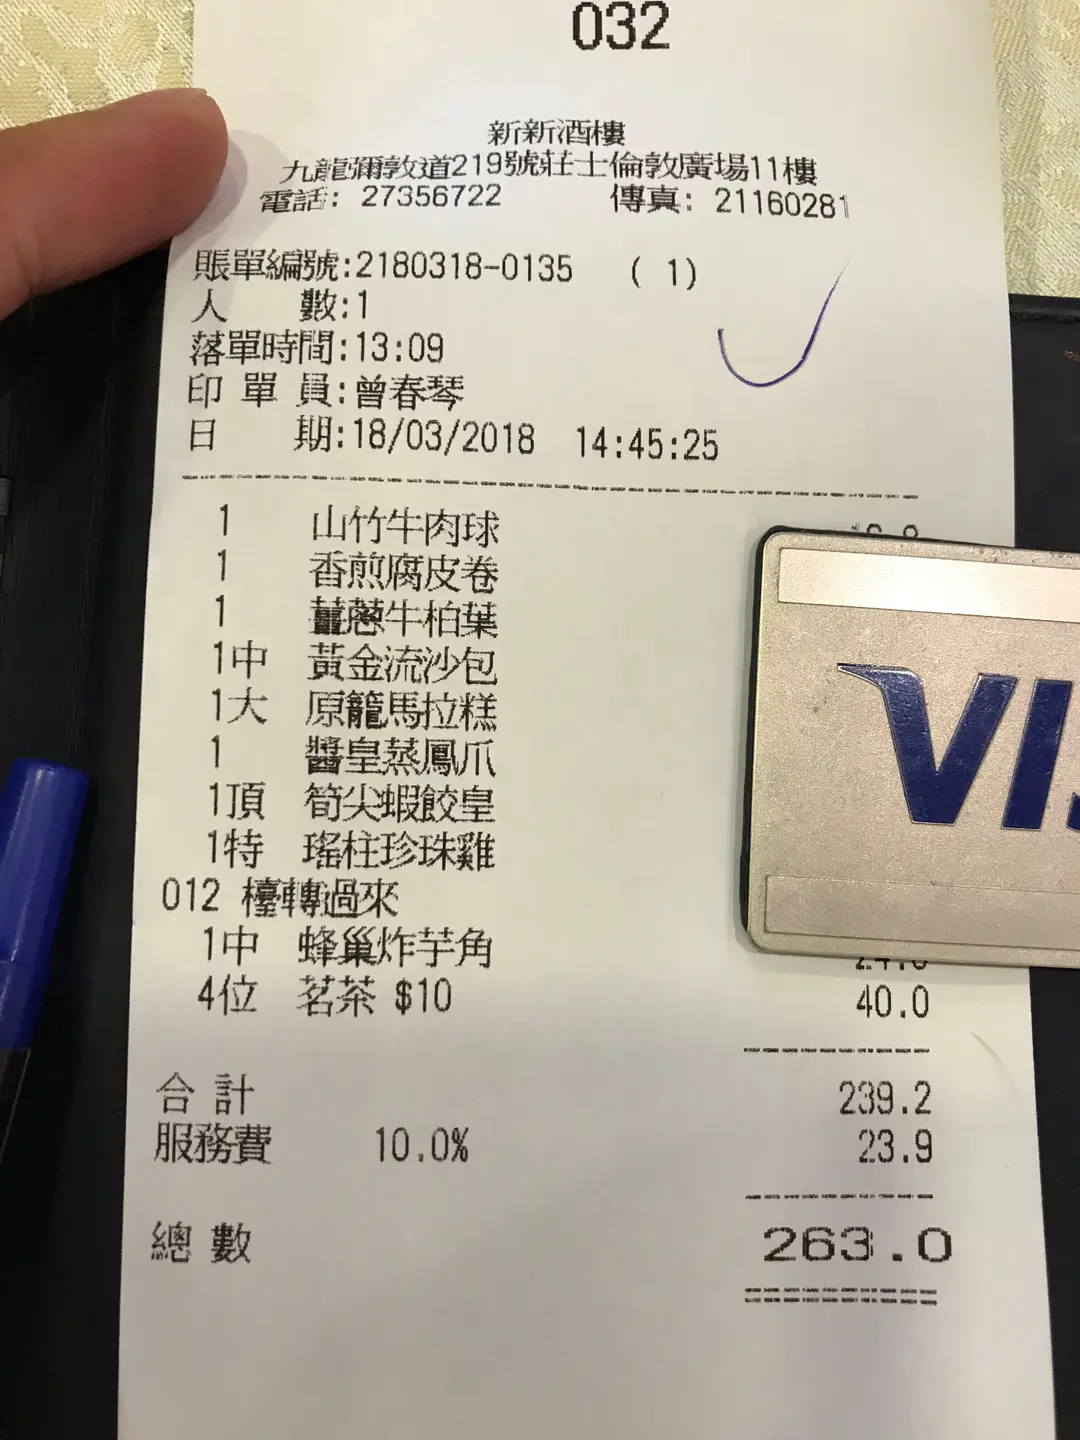 032
新新酒樓
九龍彌敦道219號莊士倫敦廣場11樓
電話: 27356722 傳真: 21160281
賬單編號:2180318-0135 ( 1)
人 數:1
落單時間:13:09
印 單 員:曾春琴
日 期:18/03/2018 14:45:25
1 山竹牛肉球
1 香煎腐皮卷
1 薑蔥牛柏葉
1中 黃金流沙包
1大 原籠馬拉糕
1 醬皇蒸鳳爪
1頂 筍尖蝦餃皇
1特 瑤柱珍珠雞
012 檯轉過來
1中 蜂巢炸芋角
4位 茗茶 $10 40.0
合 計 239.2
服務費 10.0% 23.9
總 數 263.0